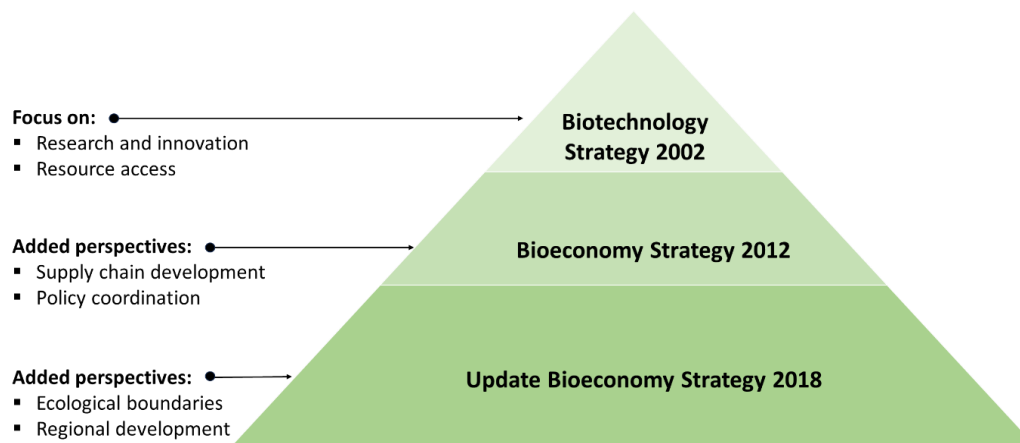 Focus on:
▪ Research and innovation
▪ Resource access
Biotechnology
Strategy 2002
Added perspectives:
▪ Supply chain development
▪ Policy coordination
Bioeconomy Strategy 2012
Added perspectives:
▪ Ecological boundaries
▪ Regional development
Update Bioeconomy Strategy 2018